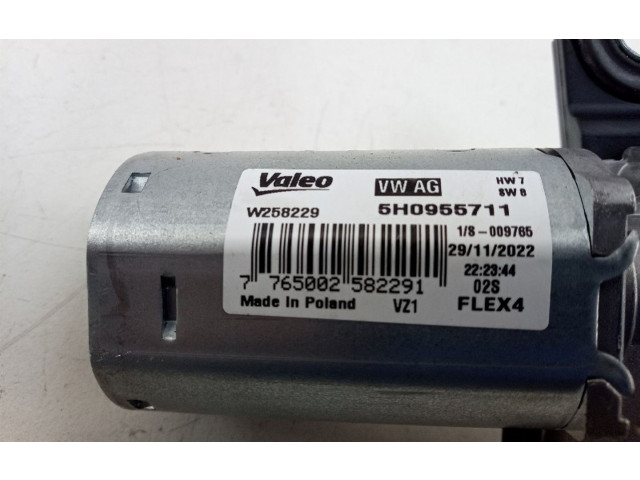 Valeo VW AG HW 7
SW 8
W258229 5H0955711
1/8-009765
29/11/2022
22:23:44
7 765002 582291 02S
Made in Poland VZ1 FLEX4